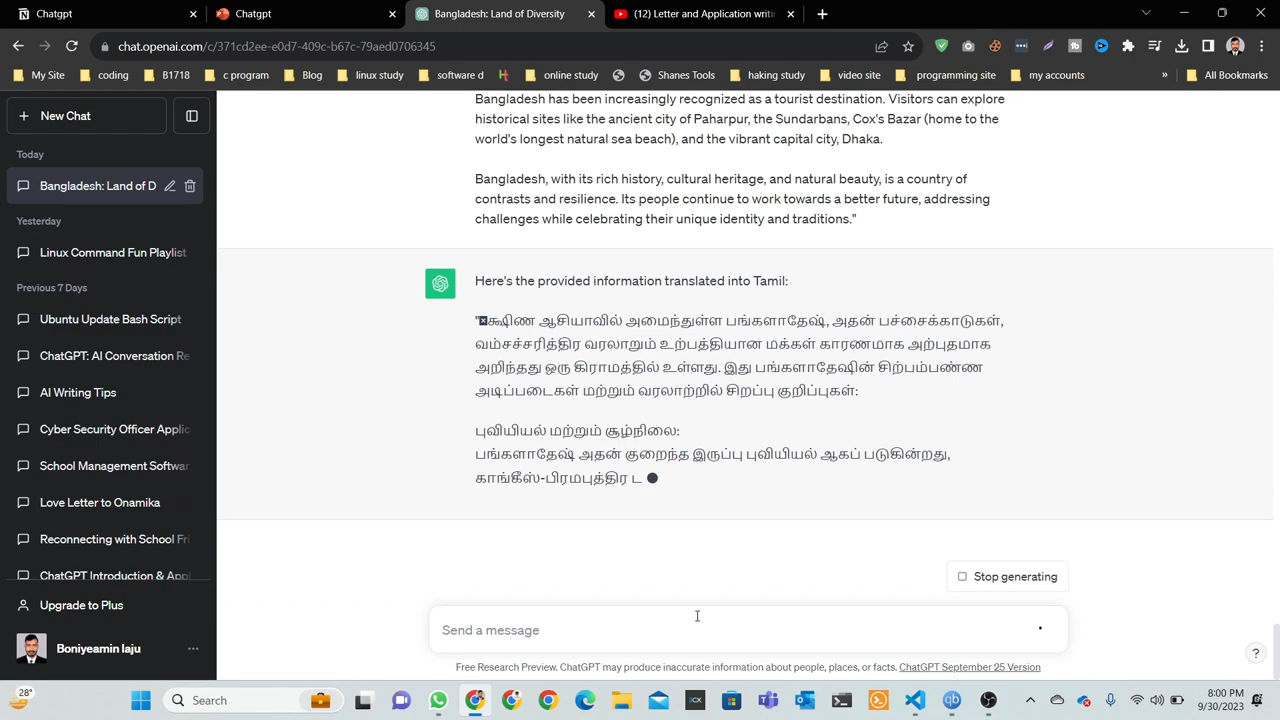 Chatgpt
Chatgpt
Bangladesh: Land of Diversity
(12) Letter and Application writin
chat.openai.com/c/371cd2ee-e0d7-409c-b67c-79aed0706345
My Site
coding
B1718
c program
Blog
linux study
software d
online study
Shanes Tools
haking study
video site
programming site
my accounts
»
All Bookmarks
New Chat
Today
Bangladesh: Land of D
Yesterday
Linux Command Fun Playlist
Previous 7 Days
Ubuntu Update Bash Script
ChatGPT: AI Conversation Re
AI Writing Tips
Cyber Security Officer Applic
School Management Softwar
Love Letter to Onamika
Reconnecting with School Fri
ChatGPT Introduction & Appl
Upgrade to Plus
Boniyeamin laju
Bangladesh has been increasingly recognized as a tourist destination. Visitors can explore
historical sites like the ancient city of Paharpur, the Sundarbans, Cox's Bazar (home to the
world's longest natural sea beach), and the vibrant capital city, Dhaka.
Bangladesh, with its rich history, cultural heritage, and natural beauty, is a country of
contrasts and resilience. Its people continue to work towards a better future, addressing
challenges while celebrating their unique identity and traditions."
Here's the provided information translated into Tamil:
ஆசியாவில் அமைந்துள்ள பங்களாதேஷ், அதன் பச்சைக்காடுகள்,
வம்சச்சரித்திர வரலாறும் உற்பத்தியான மக்கள் காரணமாக அற்புதமாக
அறிந்தது ஒரு கிராமத்தில் உள்ளது. இது பங்களாதேஷின் சிற்பம்பண்ண
அடிப்படைகள் மற்றும் வரலாற்றில் சிறப்பு குறிப்புகள்:
புவியியல் மற்றும் சூழ்நிலை:
பங்களாதேஷ் அதன் குறைந்த இருப்பு புவியியல் ஆகப் படுகின்றது,
காங்கீஸ்-பிரமபுத்திர ட
Stop generating
Send a message
Free Research Preview. ChatGPT may produce inaccurate information about people, places, or facts. ChatGPT September 25 Version
?
28°
Search
8:00 PM
9/30/2023